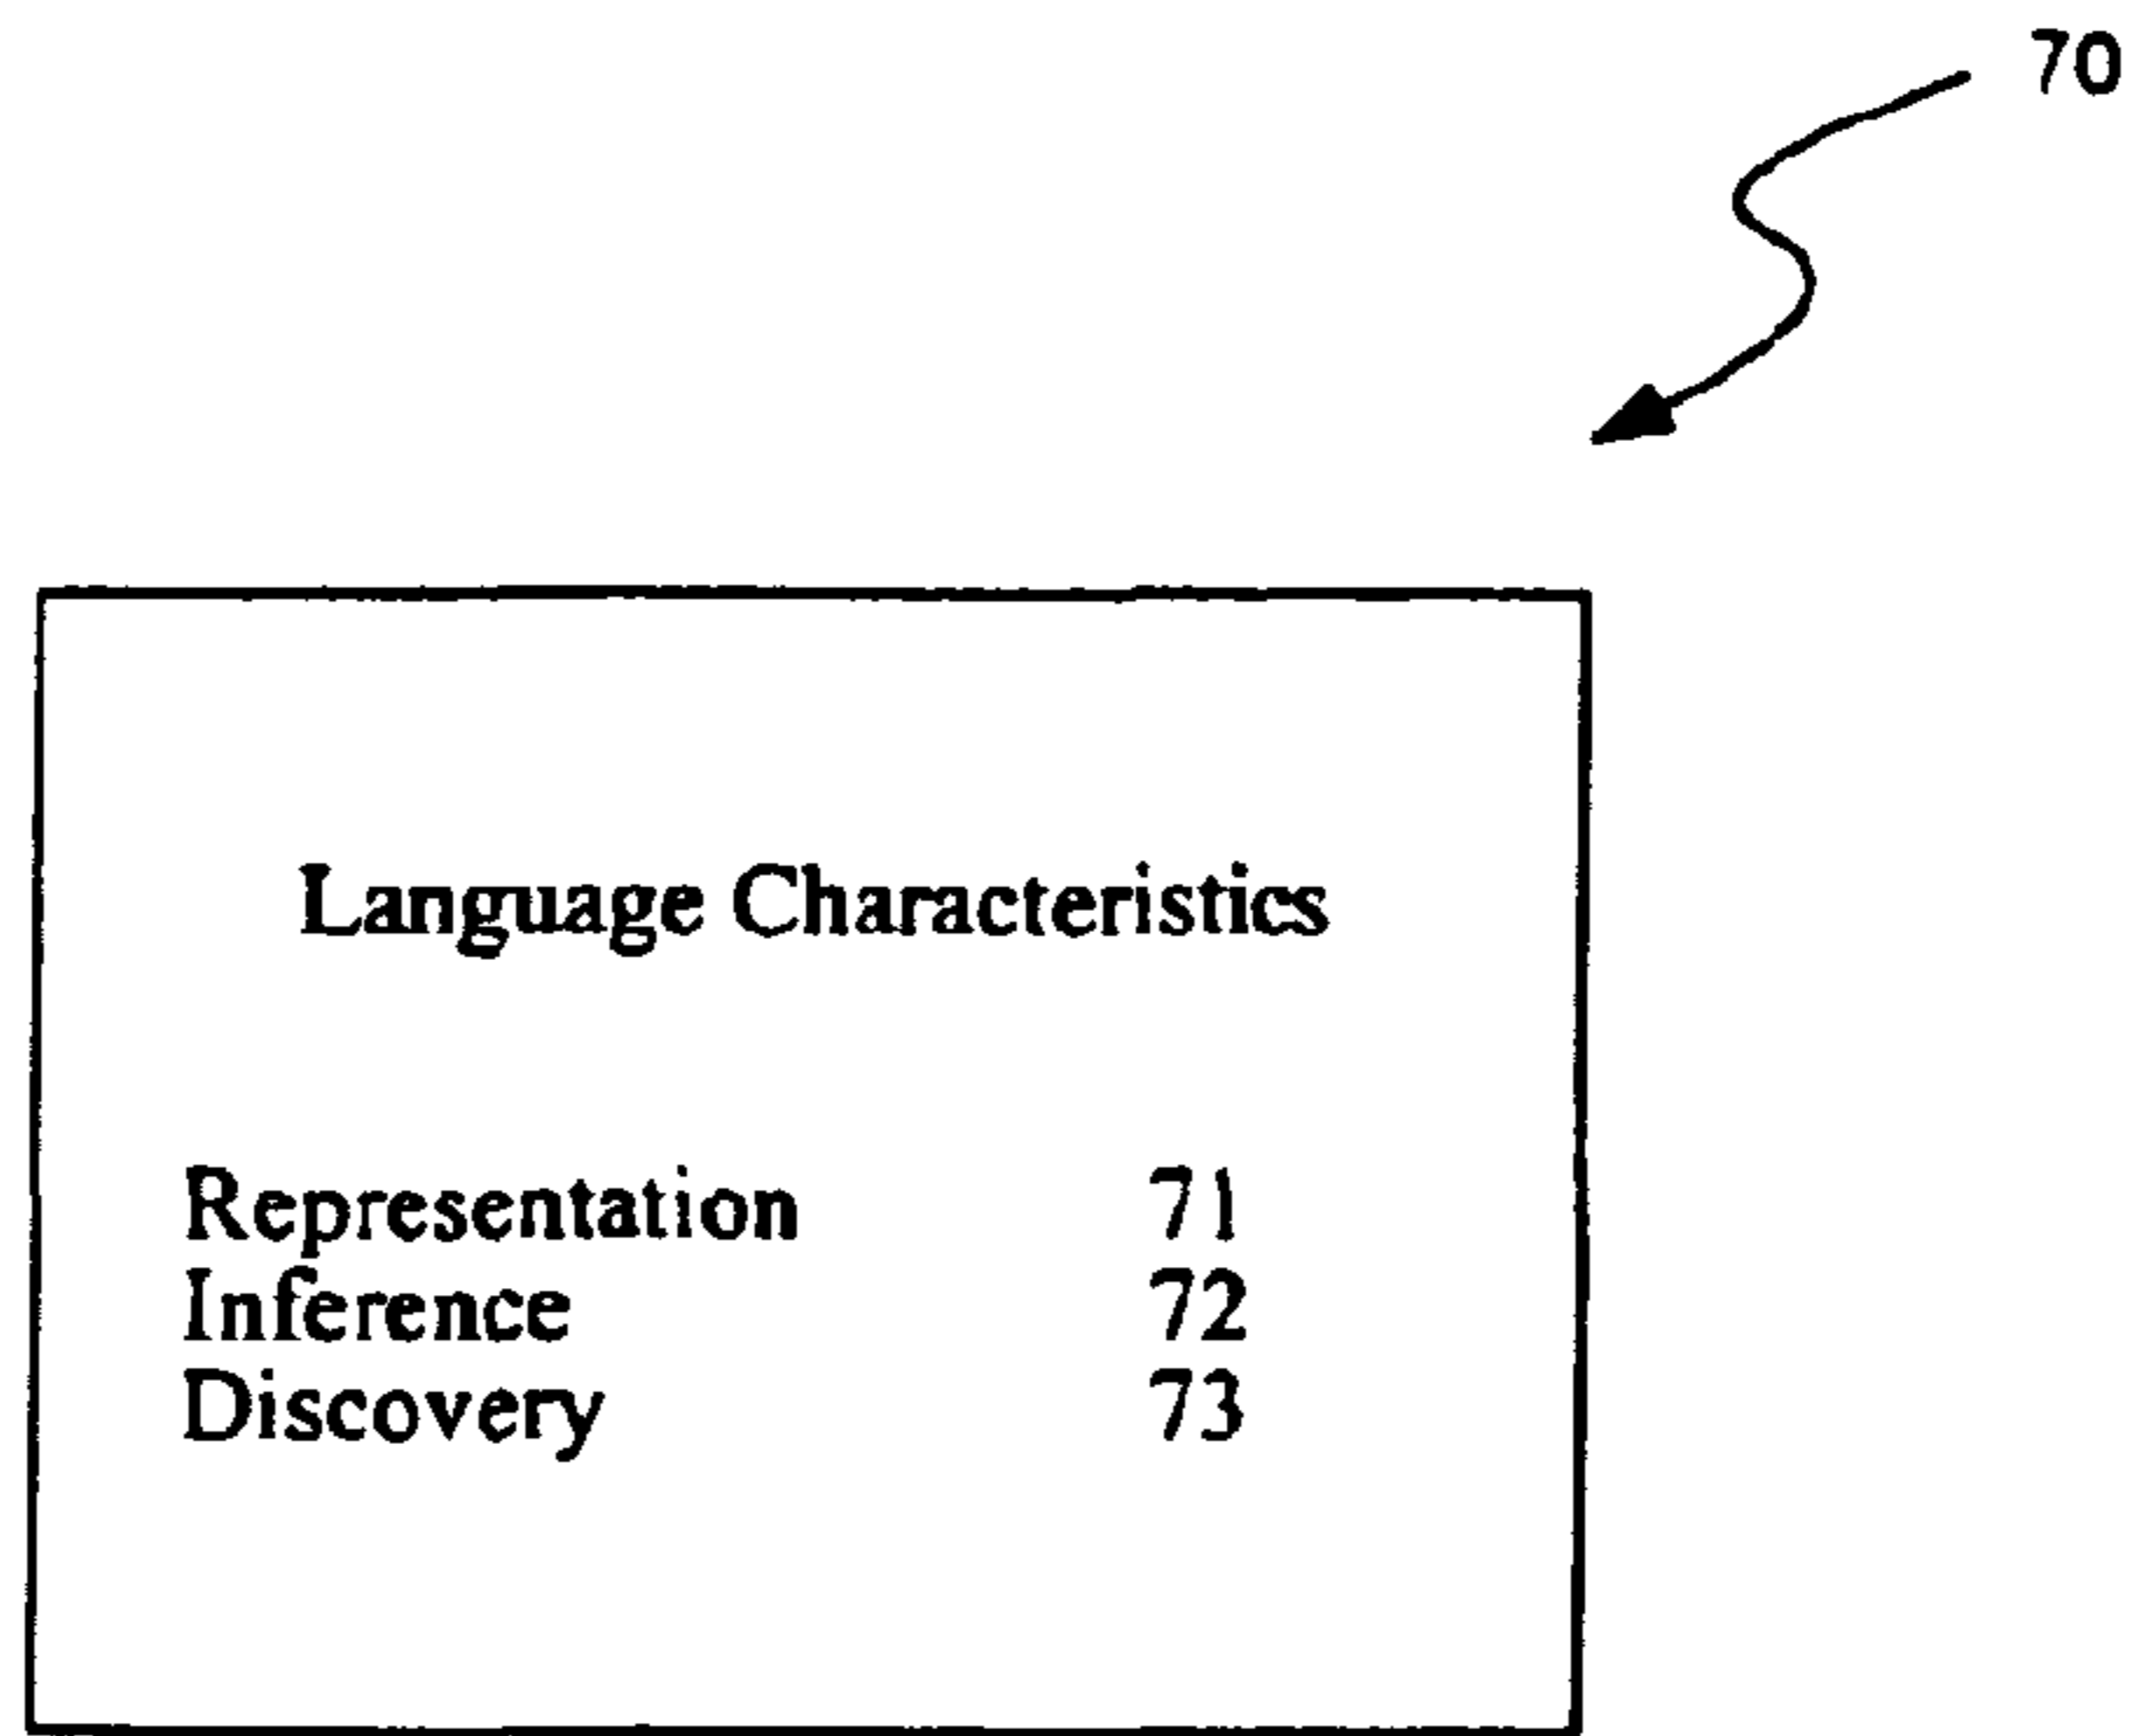 70
Language Characteristics
Representation 71
Inference 72
Discovery 73